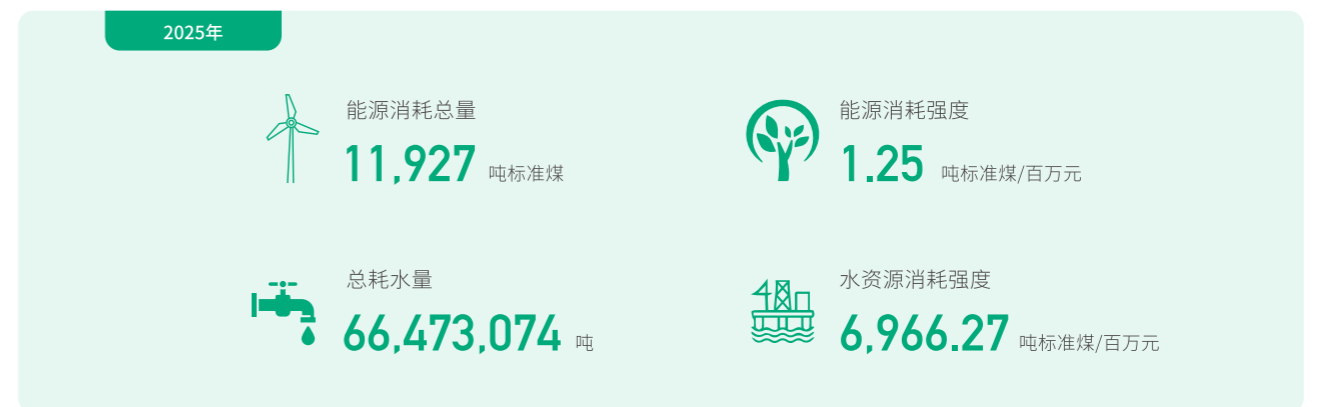 2025年
能源消耗总量
11,927 吨标准煤
能源消耗强度
1.25 吨标准煤/百万元
总耗水量
66,473,074 吨
水资源消耗强度
6,966.27 吨标准煤/百万元